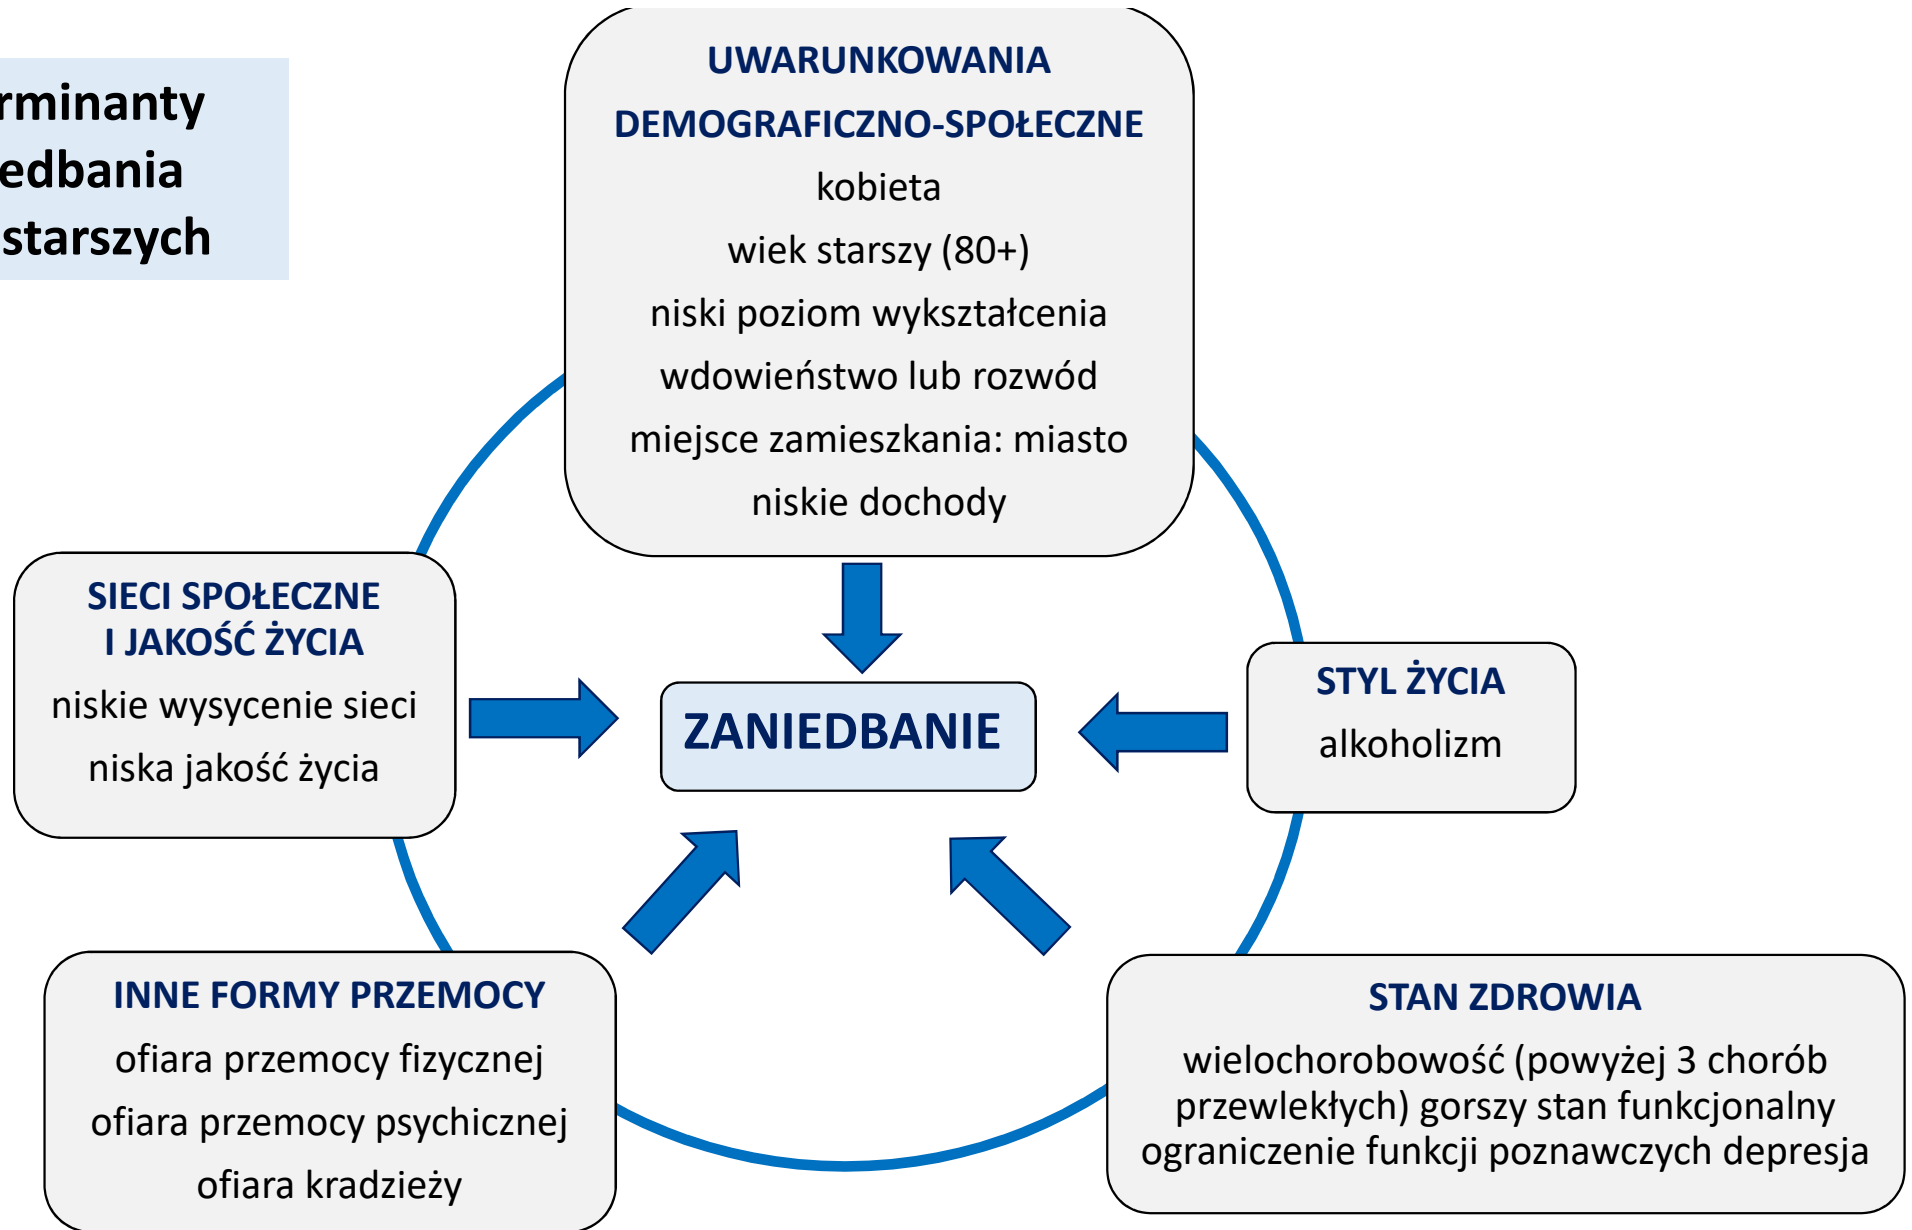 rminanty
edbania
starszych
UWARUNKOWANIA
DEMOGRAFICZNO-SPOŁECZNE
kobieta
wiek starszy (80+)
niski poziom wykształcenia
wdowieństwo lub rozwód
miejsce zamieszkania: miasto
niskie dochody
SIECI SPOŁECZNE
I JAKOŚĆ ŻYCIA
niskie wysycenie sieci
niska jakość życia
ZANIEDBANIE
STYL ŻYCIA
alkoholizm
INNE FORMY PRZEMOCY
ofiara przemocy fizycznej
ofiara przemocy psychicznej
ofiara kradzieży
STAN ZDROWIA
wielochorobowość (powyżej 3 chorób
przewlekłych) gorszy stan funkcjonalny
ograniczenie funkcji poznawczych depresja